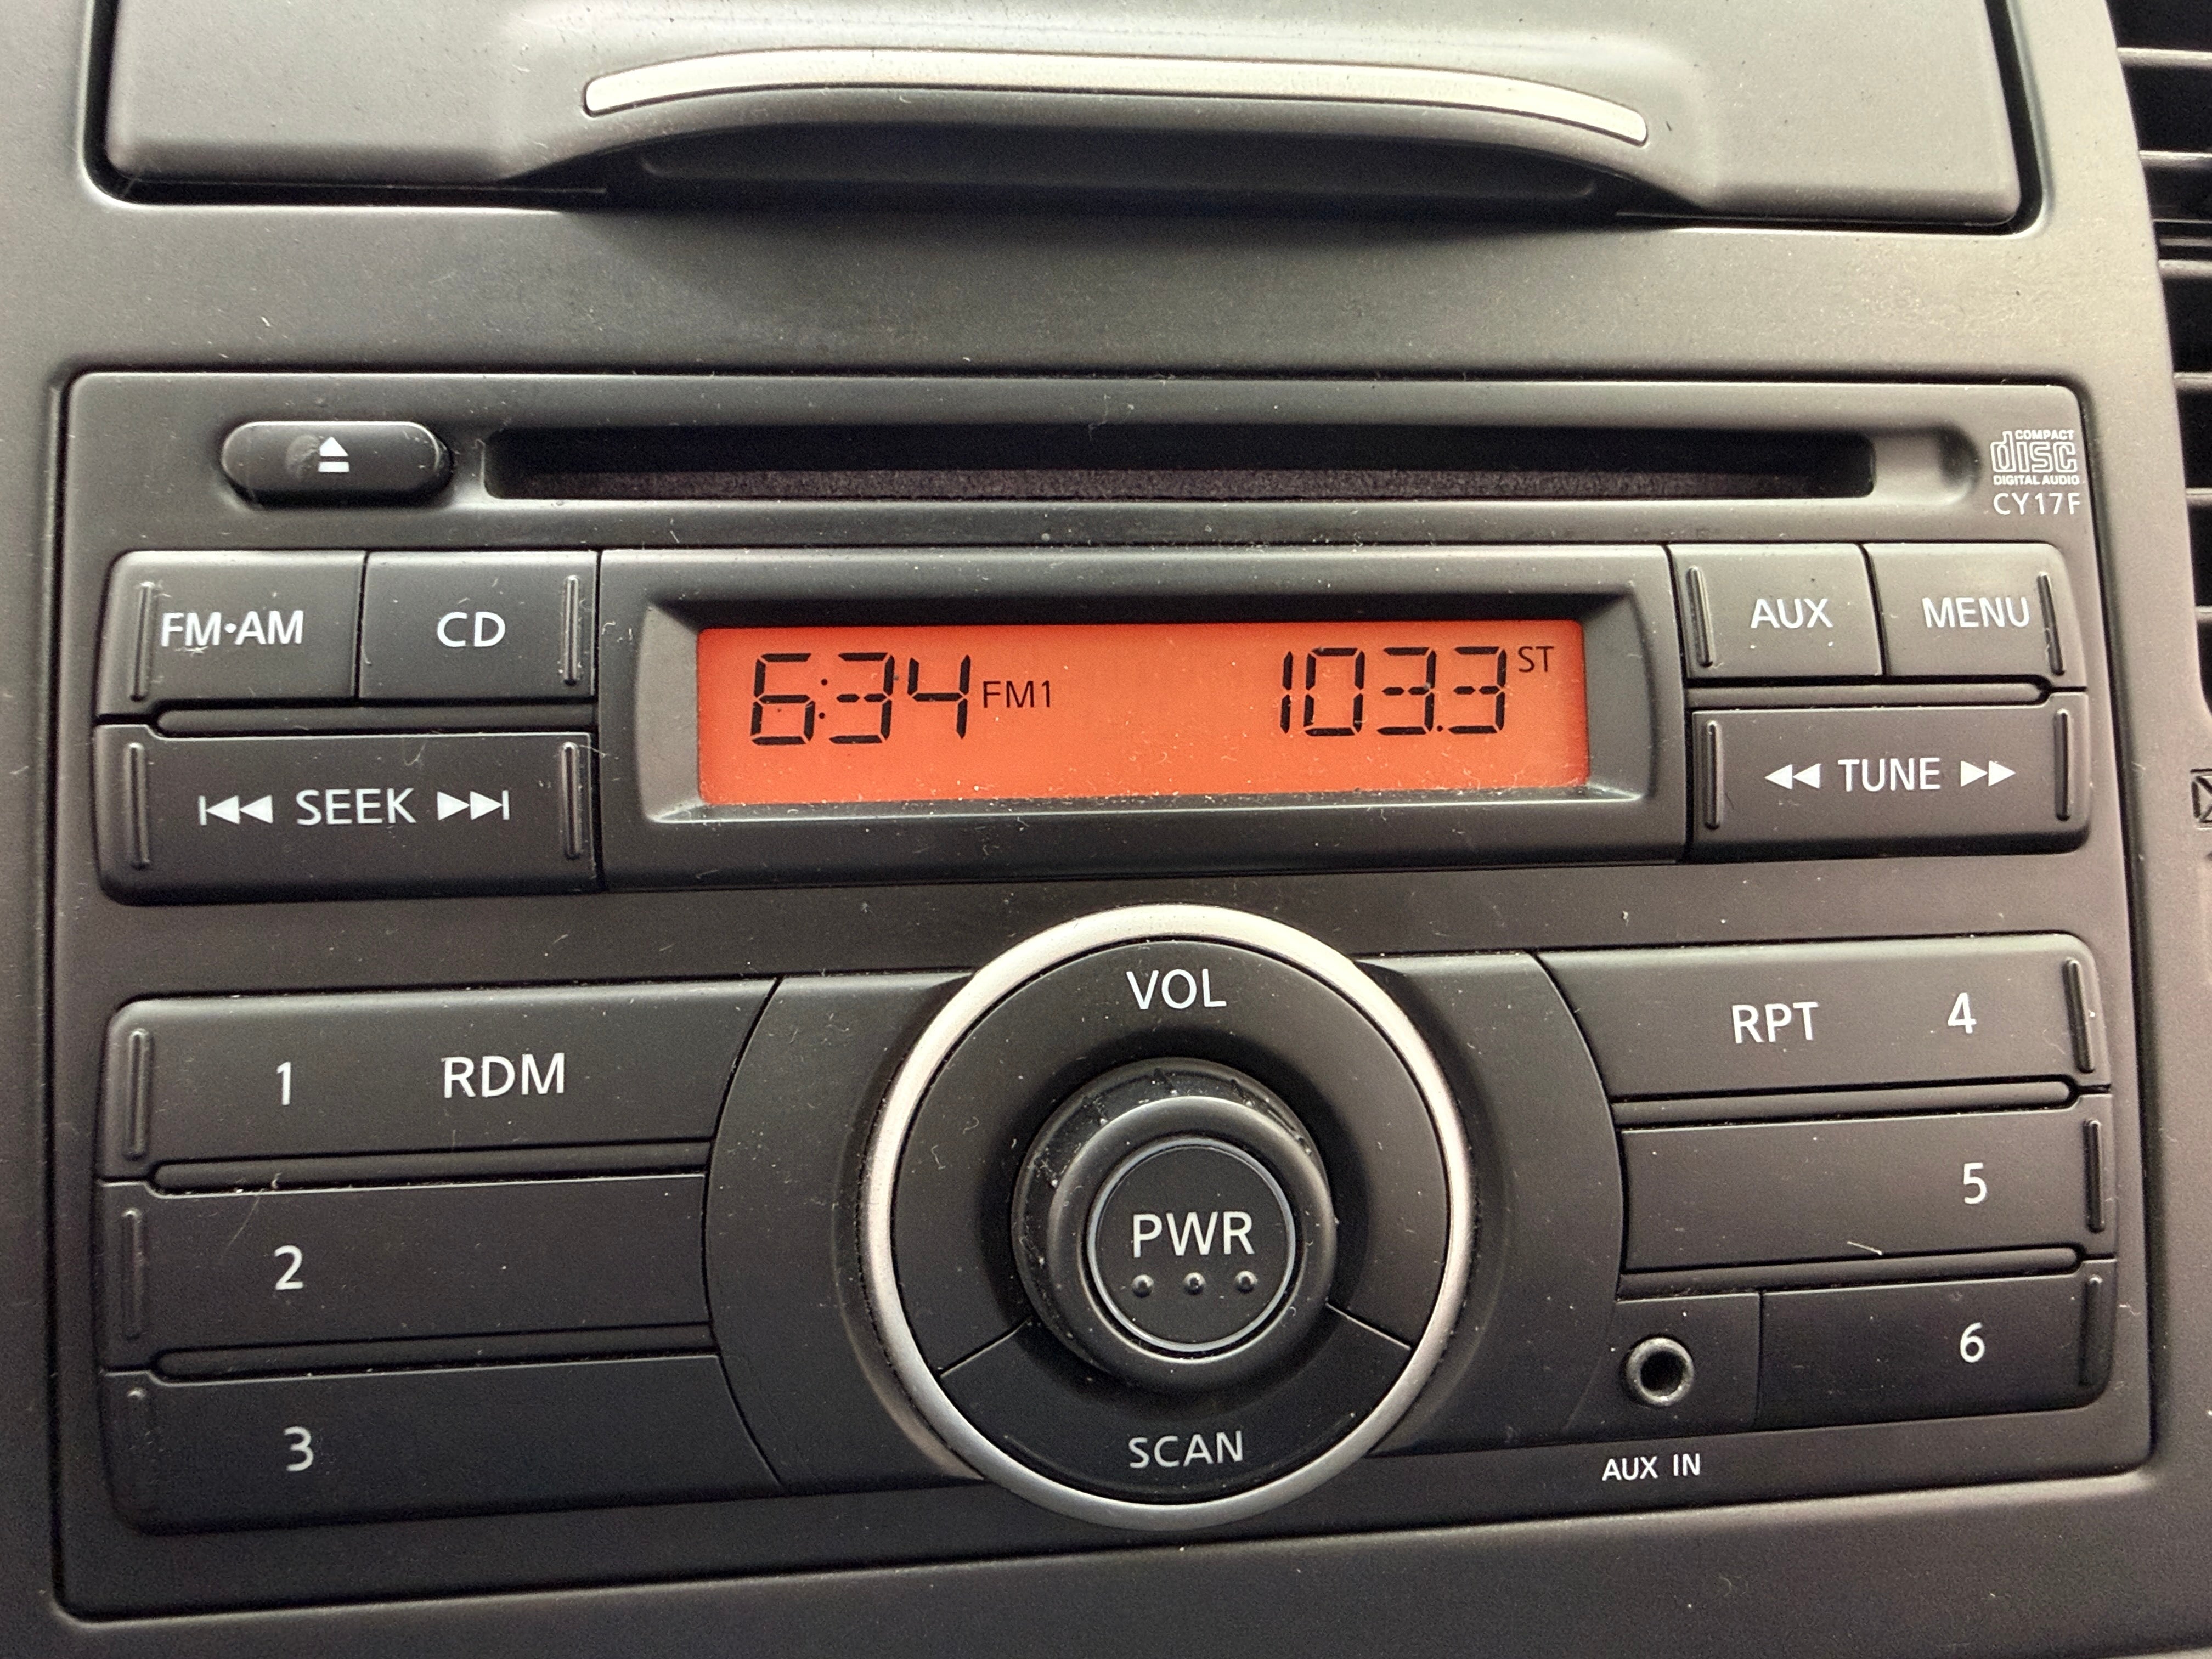 COMPACT
disc
DIGITAL AUDIO
CY17F
FM•AM CD AUX MENU
6:34 FM1 103.3 ST
SEEK TUNE
VOL
1 RDM RPT 4
2 PWR 5
3 SCAN 6
AUX IN